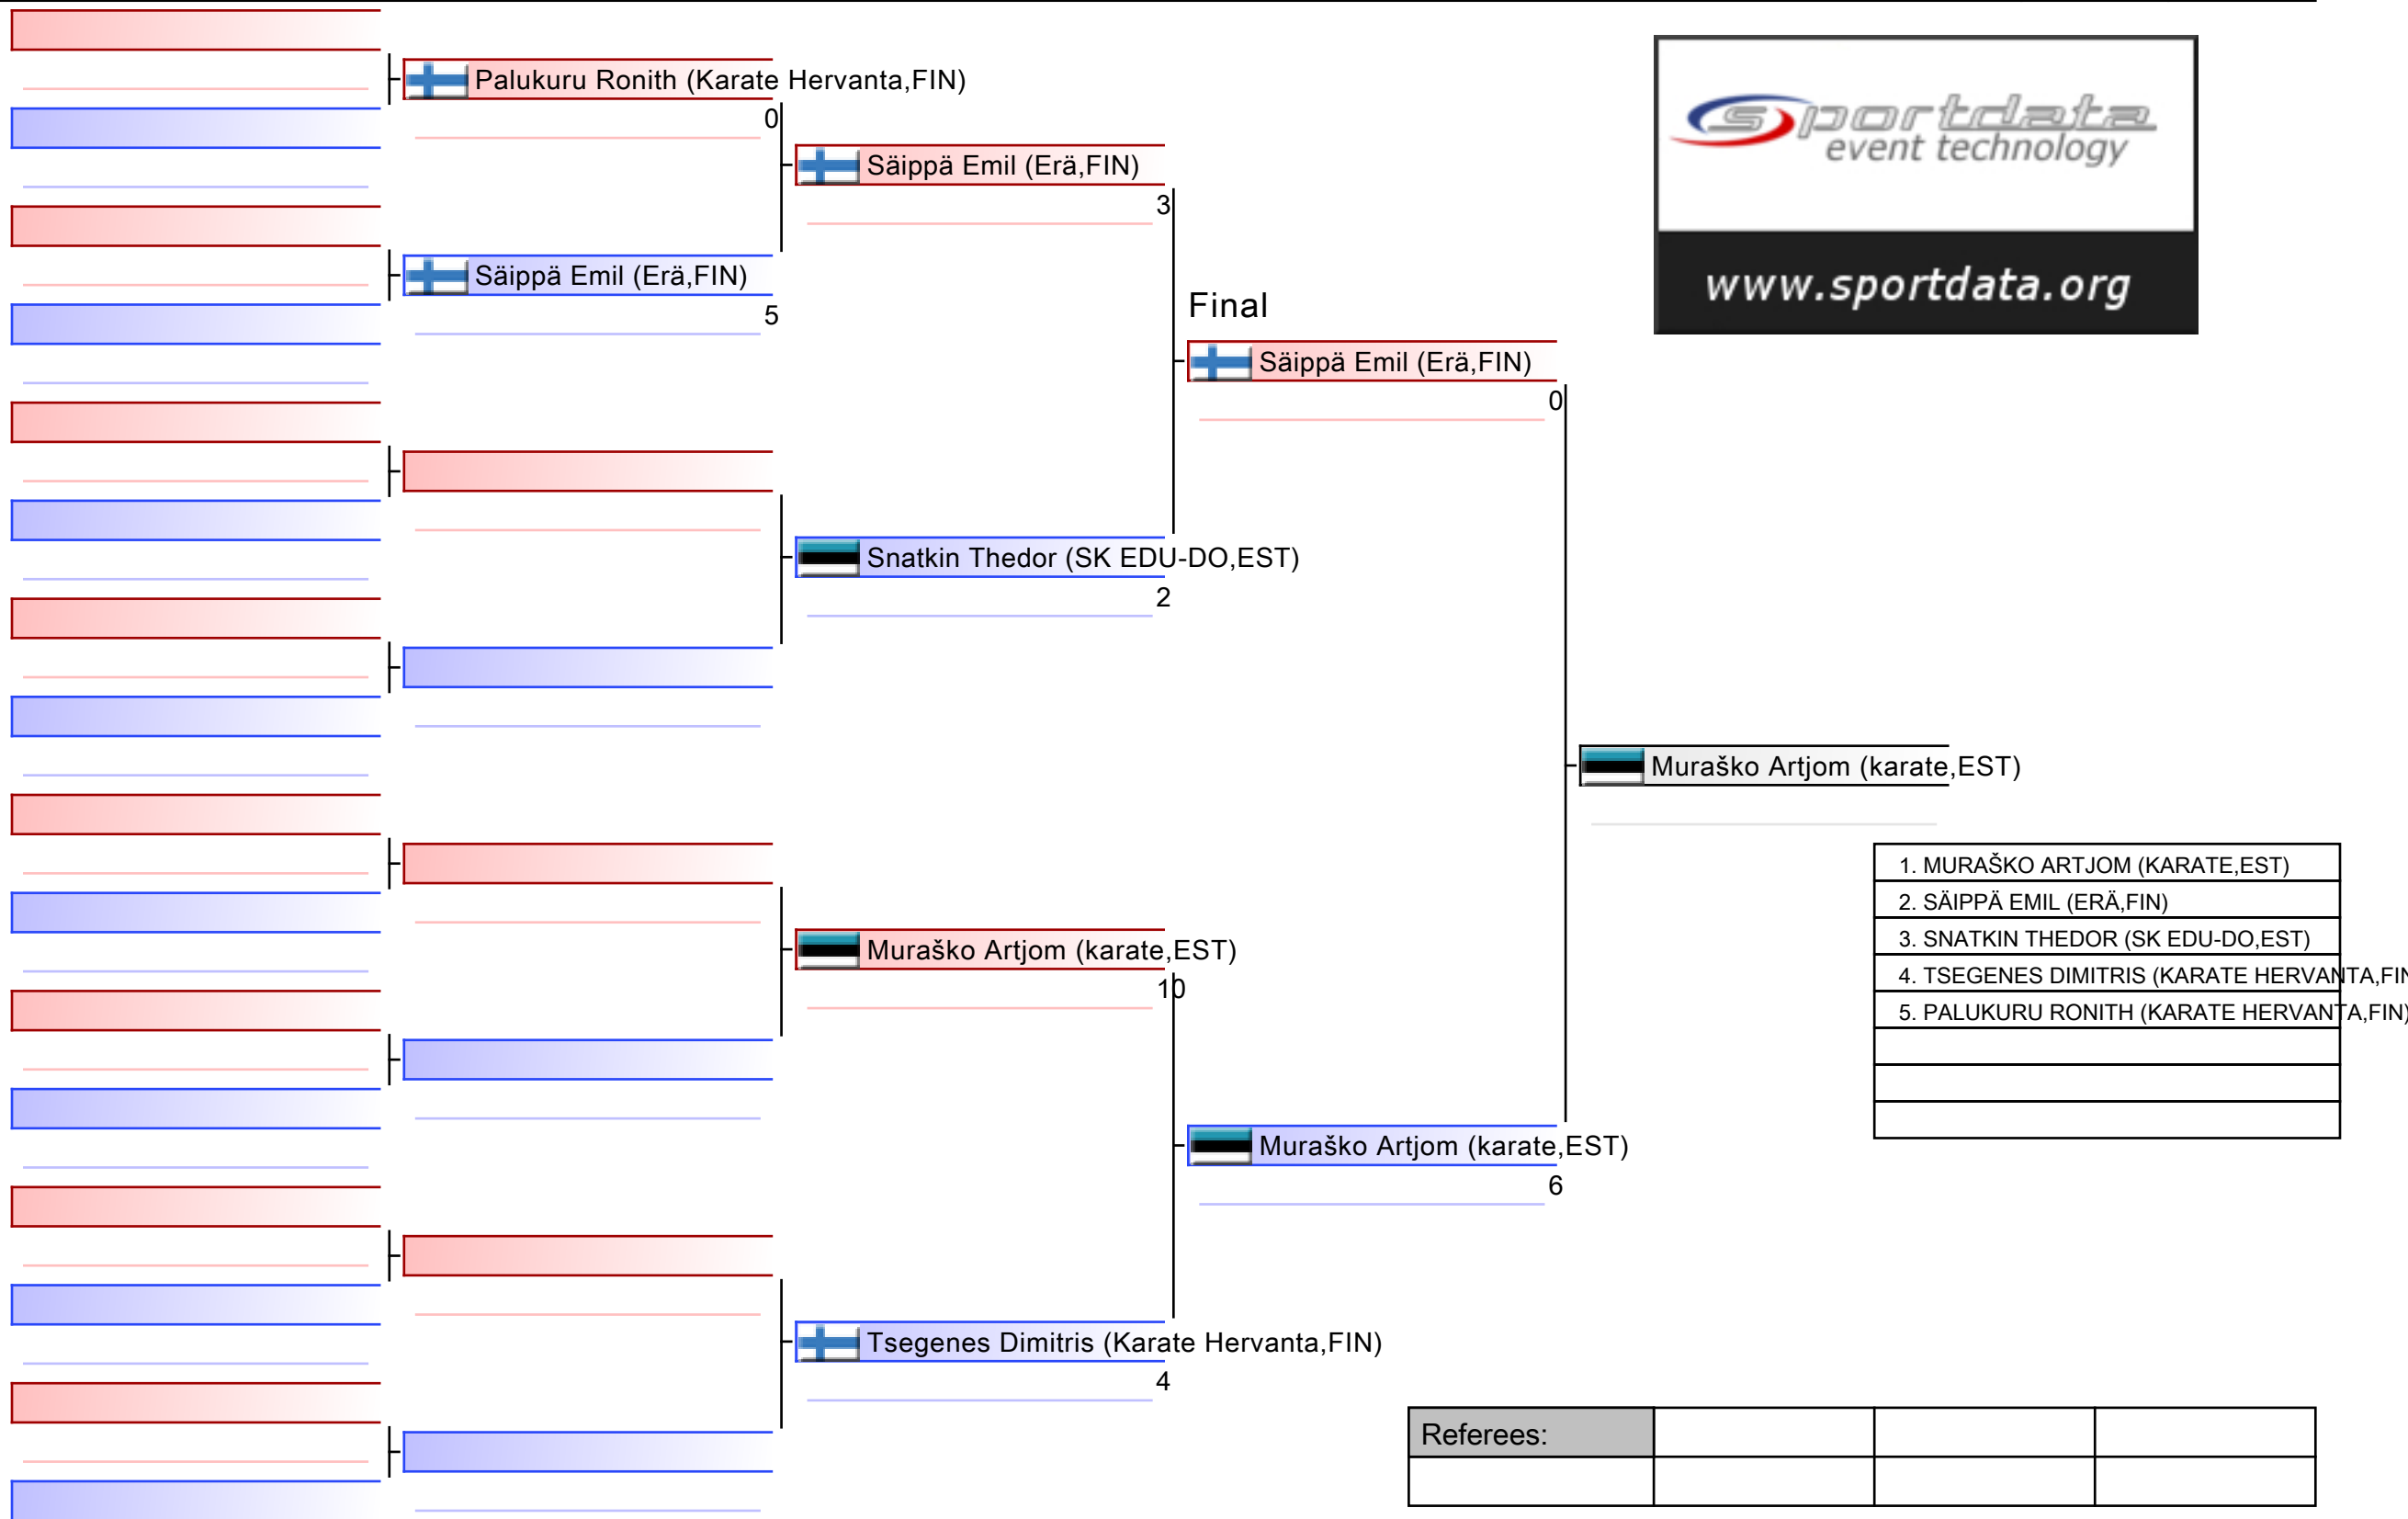 Palukuru Ronith (Karate Hervanta,FIN)
0
Säippä Emil (Erä,FIN)
3
Säippä Emil (Erä,FIN)
5
Final
Säippä Emil (Erä,FIN)
0
Snatkin Thedor (SK EDU-DO,EST)
2
Muraško Artjom (karate,EST)
Muraško Artjom (karate,EST)
10
Muraško Artjom (karate,EST)
6
Tsegenes Dimitris (Karate Hervanta,FIN)
4
sportdata
event technology
www.sportdata.org
1. MURAŠKO ARTJOM (KARATE,EST)
2. SÄIPPÄ EMIL (ERÄ,FIN)
3. SNATKIN THEDOR (SK EDU-DO,EST)
4. TSEGENES DIMITRIS (KARATE HERVANTA,FIN
5. PALUKURU RONITH (KARATE HERVANTA,FIN)
Referees: